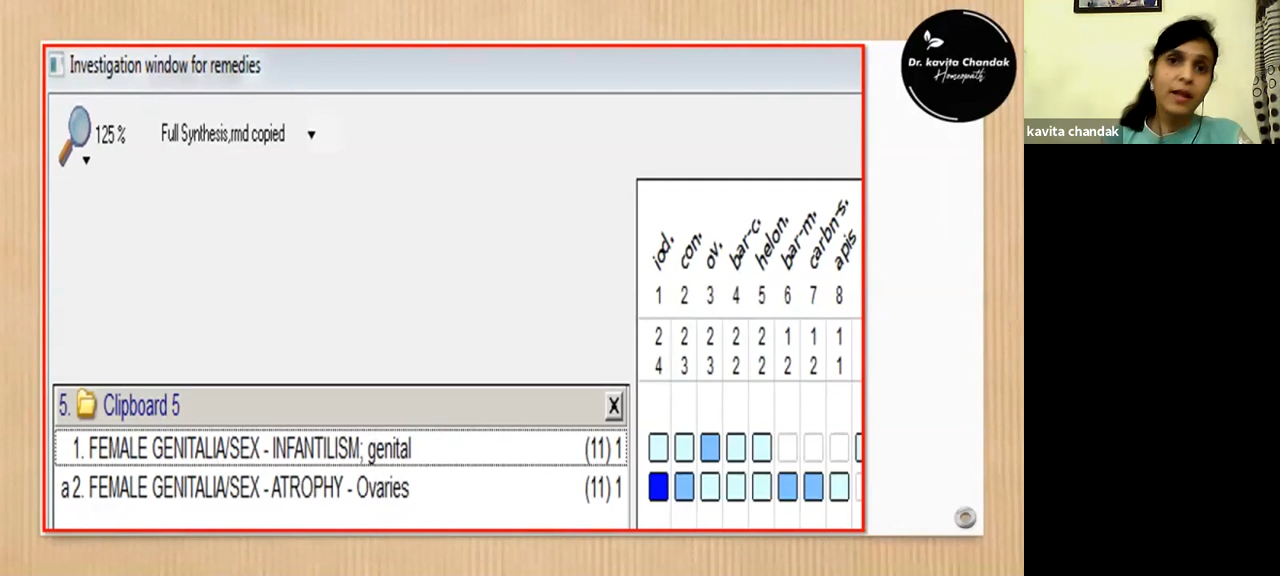 Investigation window for remedies
Dr. kavita Chandak
Homeopath
kavita chandak
125 %
Full Synthesis,rmd copied
iod. con. ov. bar-c. helon. bar-m. carbn-s. apis
1 2 3 4 5 6 7 8
2 2 2 2 2 1 1 1
4 3 3 2 2 2 2 1
5. Clipboard 5 X
1. FEMALE GENITALIA/SEX - INFANTILISM; genital (11) 1
a 2. FEMALE GENITALIA/SEX - ATROPHY - Ovaries (11) 1